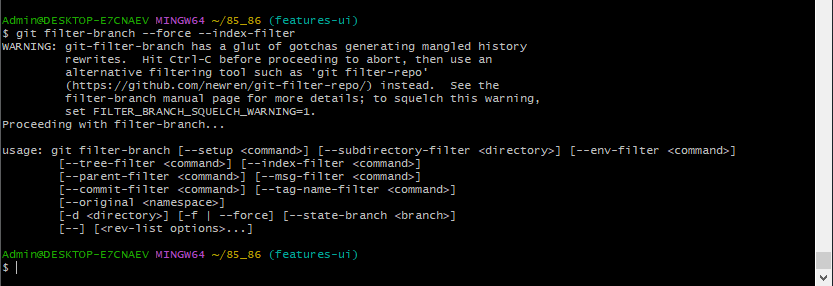 Admin@DESKTOP-E7CNAEV MINGW64 ~/85_86 (features-ui)
$ git filter-branch --force --index-filter
WARNING: git-filter-branch has a glut of gotchas generating mangled history
         rewrites.  Hit Ctrl-C before proceeding to abort, then use an
         alternative filtering tool such as 'git filter-repo'
         (https://github.com/newren/git-filter-repo/) instead.  See the
         filter-branch manual page for more details; to squelch this warning,
         set FILTER_BRANCH_SQUELCH_WARNING=1.
Proceeding with filter-branch...

usage: git filter-branch [--setup <command>] [--subdirectory-filter <directory>] [--env-filter <command>]
        [--tree-filter <command>] [--index-filter <command>]
        [--parent-filter <command>] [--msg-filter <command>]
        [--commit-filter <command>] [--tag-name-filter <command>]
        [--original <namespace>]
        [-d <directory>] [-f | --force] [--state-branch <branch>]
        [--] [<rev-list options>...]

Admin@DESKTOP-E7CNAEV MINGW64 ~/85_86 (features-ui)
$